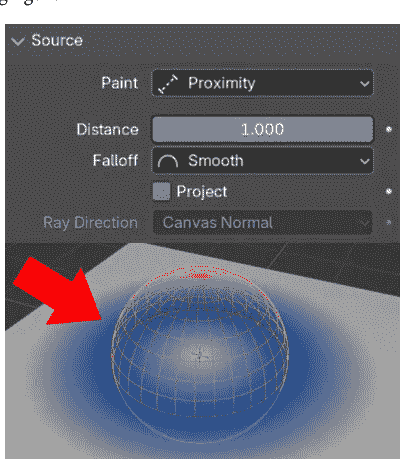 Source
Paint Proximity
Distance 1.000
Falloff Smooth
Project
Ray Direction Canvas Normal